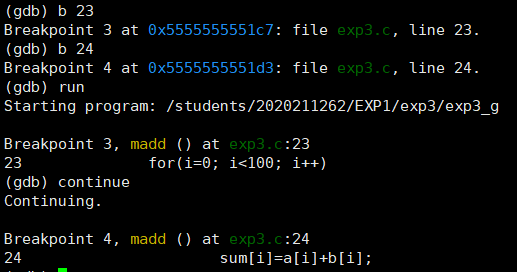 (gdb) b 23
Breakpoint 3 at 0x5555555551c7: file exp3.c, line 23.
(gdb) b 24
Breakpoint 4 at 0x5555555551d3: file exp3.c, line 24.
(gdb) run
Starting program: /students/2020211262/EXP1/exp3/exp3_g
Breakpoint 3, madd () at exp3.c:23
23 for(i=0; i<100; i++)
(gdb) continue
Continuing.
Breakpoint 4, madd () at exp3.c:24
24 sum[i]=a[i]+b[i];